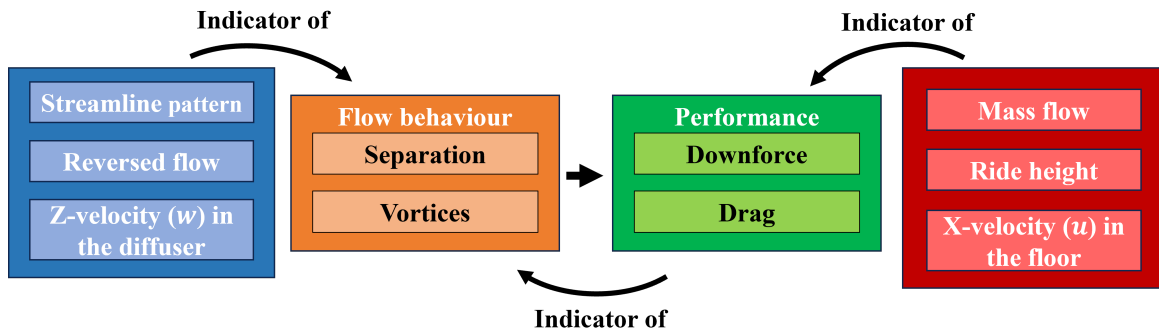 Indicator of
Indicator of
Streamline pattern
Reversed flow
Z-velocity (w) in
the diffuser
Flow behaviour
Separation
Vortices
Performance
Downforce
Drag
Mass flow
Ride height
X-velocity (u) in
the floor
Indicator of